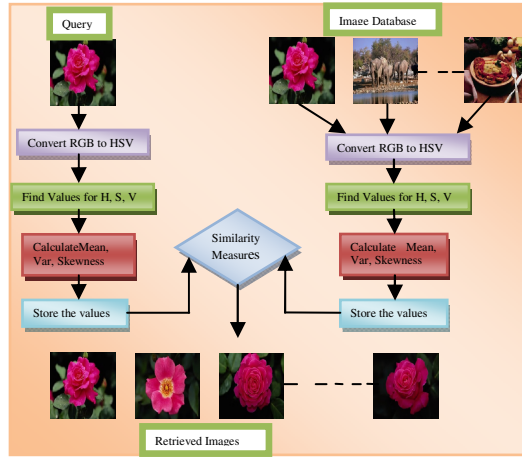 Query
Image Database
Convert RGB to HSV
Convert RGB to HSV
Find Values for H, S, V
Find Values for H, S, V
CalculateMean,
Var, Skewness
Similarity
Measures
Calculate Mean,
Var, Skewness
Store the values
Store the values
Retrieved Images